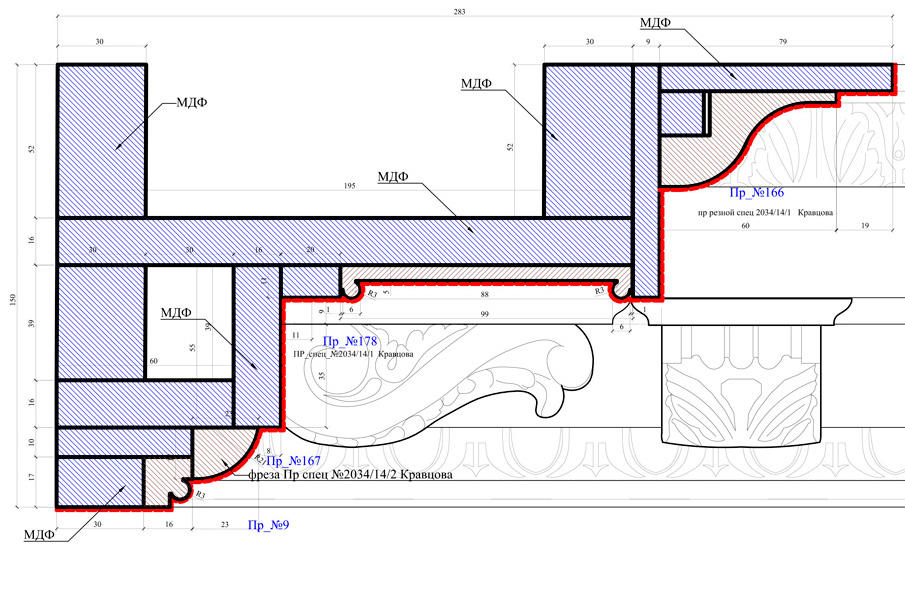 283
МДФ
30
30
9
79
МДФ
МДФ
52
52
МДФ
195
Пр_№166
пр резной спец 2034/14/1 Кравцова
60
19
16
30
30
16
20
150
11
R3
5
88
R3
1
6
99
1
6
9
МДФ
39
39
55
60
11
Пр_№178
ПР_спец_№2034/14/1 Кравцова
35
16
10
8
Пр_№167
фреза Пр спец №2034/14/2 Кравцова
17
R3
30
16
23
Пр_№9
МДФ